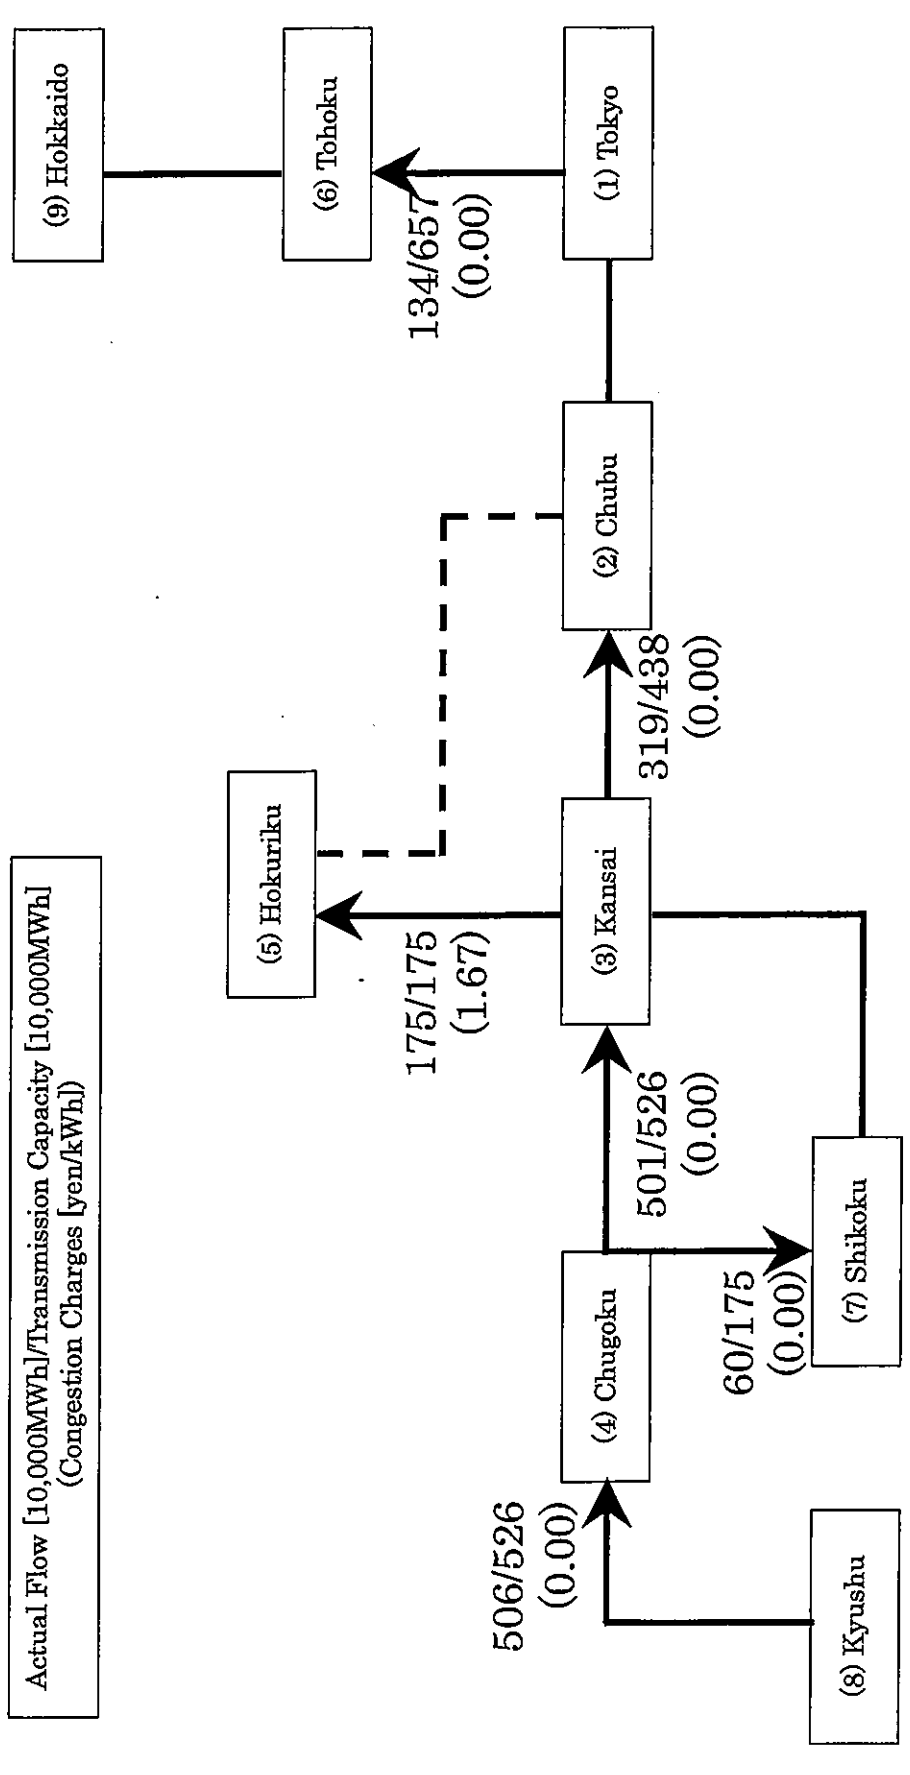 Actual Flow [10,000MWh]/Transmission Capacity [10,000MWh]
(Congestion Charges [yen/kWh])
(9) Hokkaido
(6) Tohoku
134/657
(0.00)
(1) Tokyo
(5) Hokuriku
175/175
(1.67)
(2) Chubu
319/438
(0.00)
(3) Kansai
501/526
(0.00)
(4) Chugoku
60/175
(0.00)
(7) Shikoku
506/526
(0.00)
(8) Kyushu